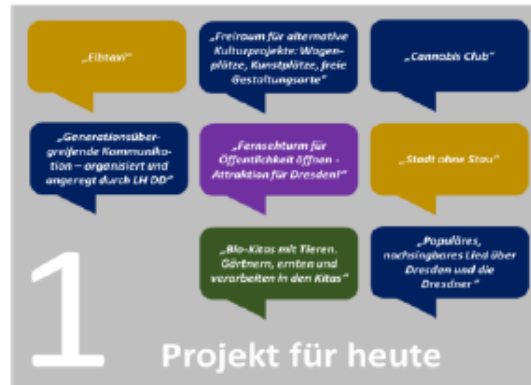 „Elbtaxi“
„Freiraum für alternative
Kulturprojekte: Wagen-
plätze, Kunstplätze, freie
Gestaltungsorte“
„Cannabis Club“
„Generationsüber-
greifende Kommunika-
tion – organisiert und
angeregt durch LH DD“
„Fernsehturm für
Öffentlichkeit öffnen -
Attraktion für Dresden!“
„Stadt ohne Stau“
„Bio-Kitas mit Tieren.
Gärtnern, ernten und
verarbeiten in den Kitas“
„Populäres,
nachsingbares Lied über
Dresden und die
Dresdner“
1 Projekt für heute